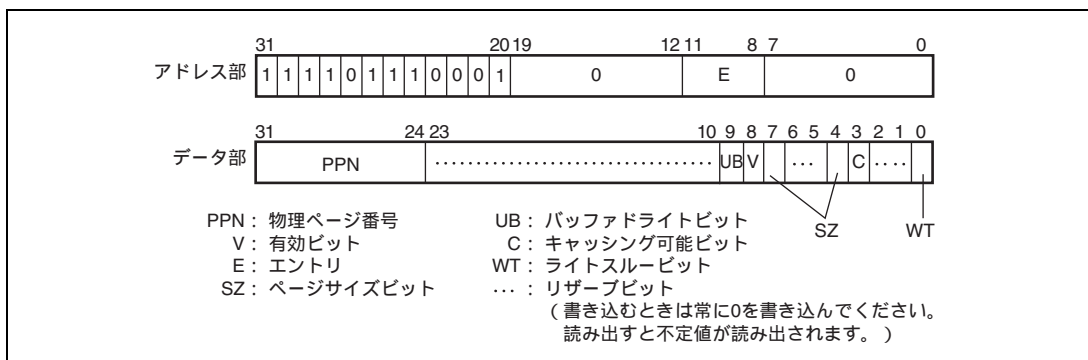 31 20 19 12 11 8 7 0
アドレス部 1 1 1 1 0 1 1 1 0 0 0 1 0 E 0
31 24 23 10 9 8 7 6 5 4 3 2 1 0
データ部 PPN ・・・・・・・・・・・・・・・・・・・・・・・・・・・・・・・・ UB V ・・・ C ・・・・
SZ WT
PPN： 物理ページ番号 UB： バッファドライトビット
V： 有効ビット C： キャッシング可能ビット
E： エントリ WT： ライトスルービット
SZ： ページサイズビット ・・・： リザーブビット
（書き込むときは常に0を書き込んでください。
読み出すと不定値が読み出されます。）